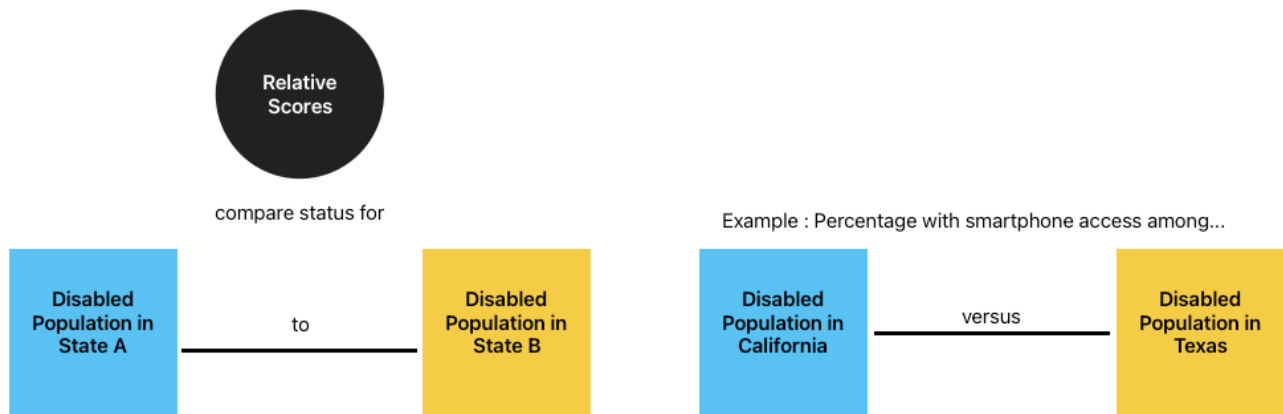 Relative
Scores
compare status for
Disabled
Population in
State A
to
Disabled
Population in
State B
Example : Percentage with smartphone access among...
Disabled
Population in
California
versus
Disabled
Population in
Texas